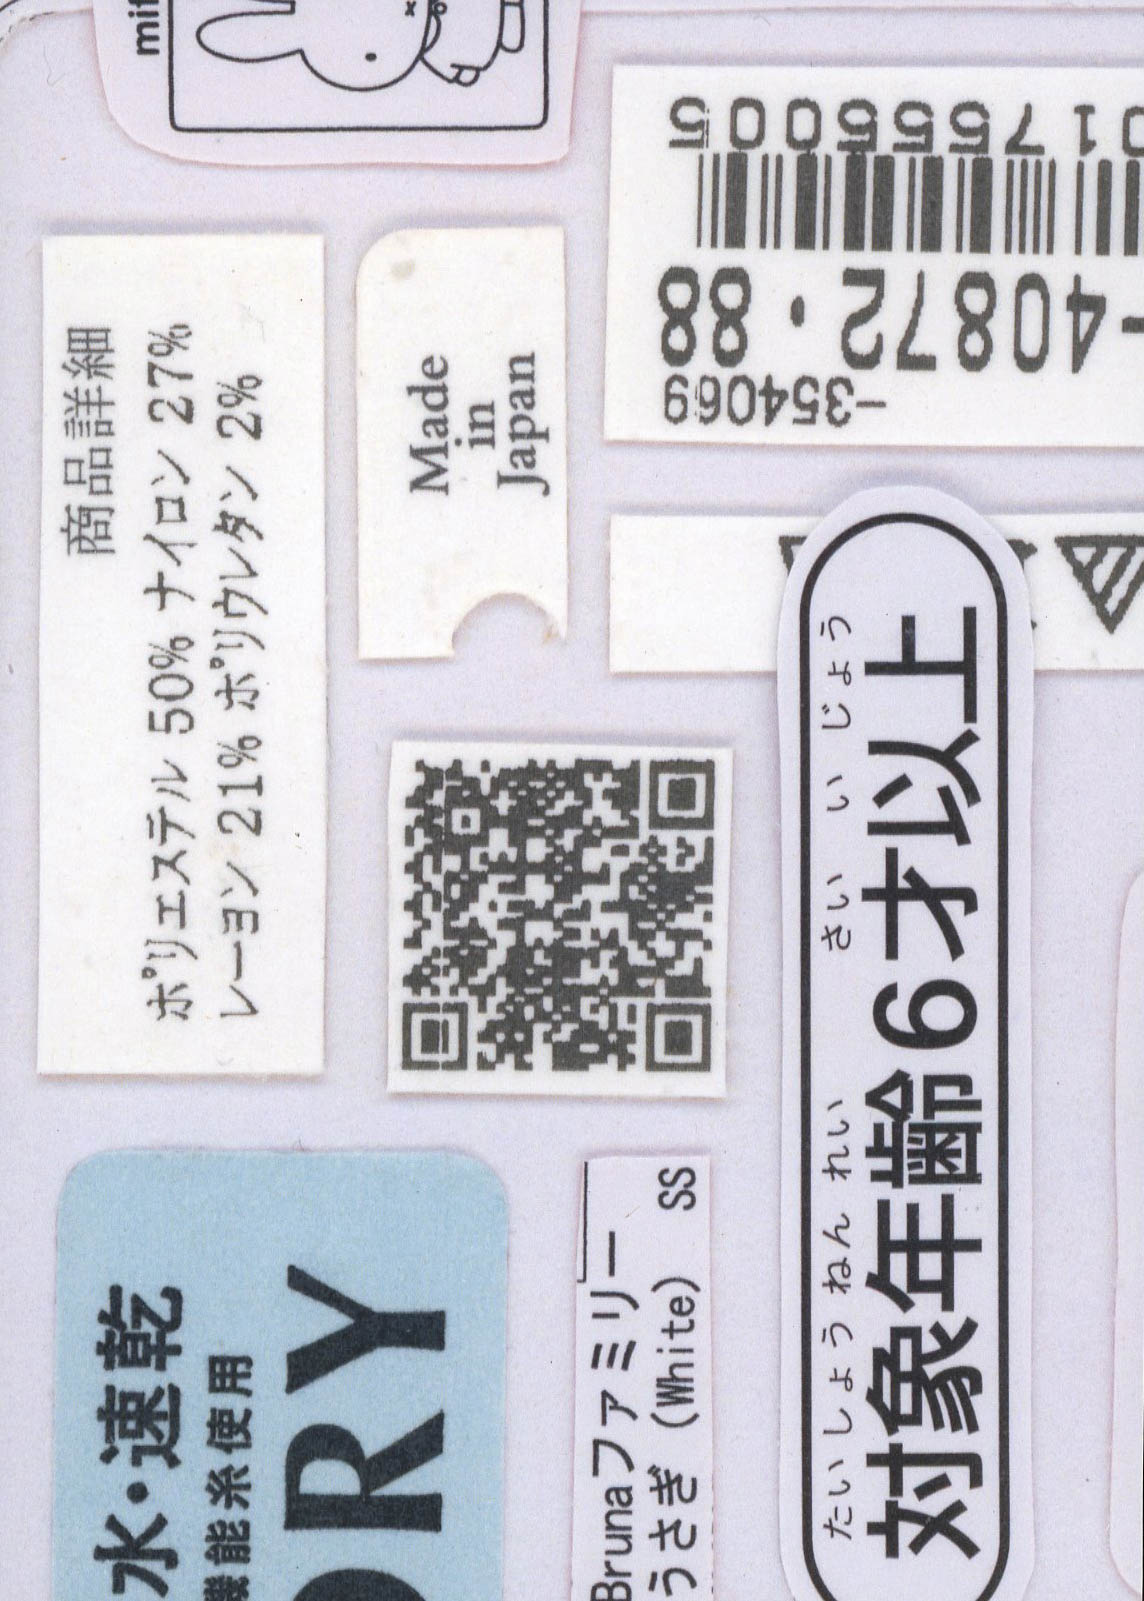 商品詳細
ポリエステル 50% ナイロン 27%
レーヨン 21% ポリウレタン 2%
Made
in
Japan
-40872.88
-354069
対象年齢6才以上
たいしょうねんれい さい いじょう
水・速乾
機能糸使用
DRY
Brunaファミリー
うさぎ (White) SS